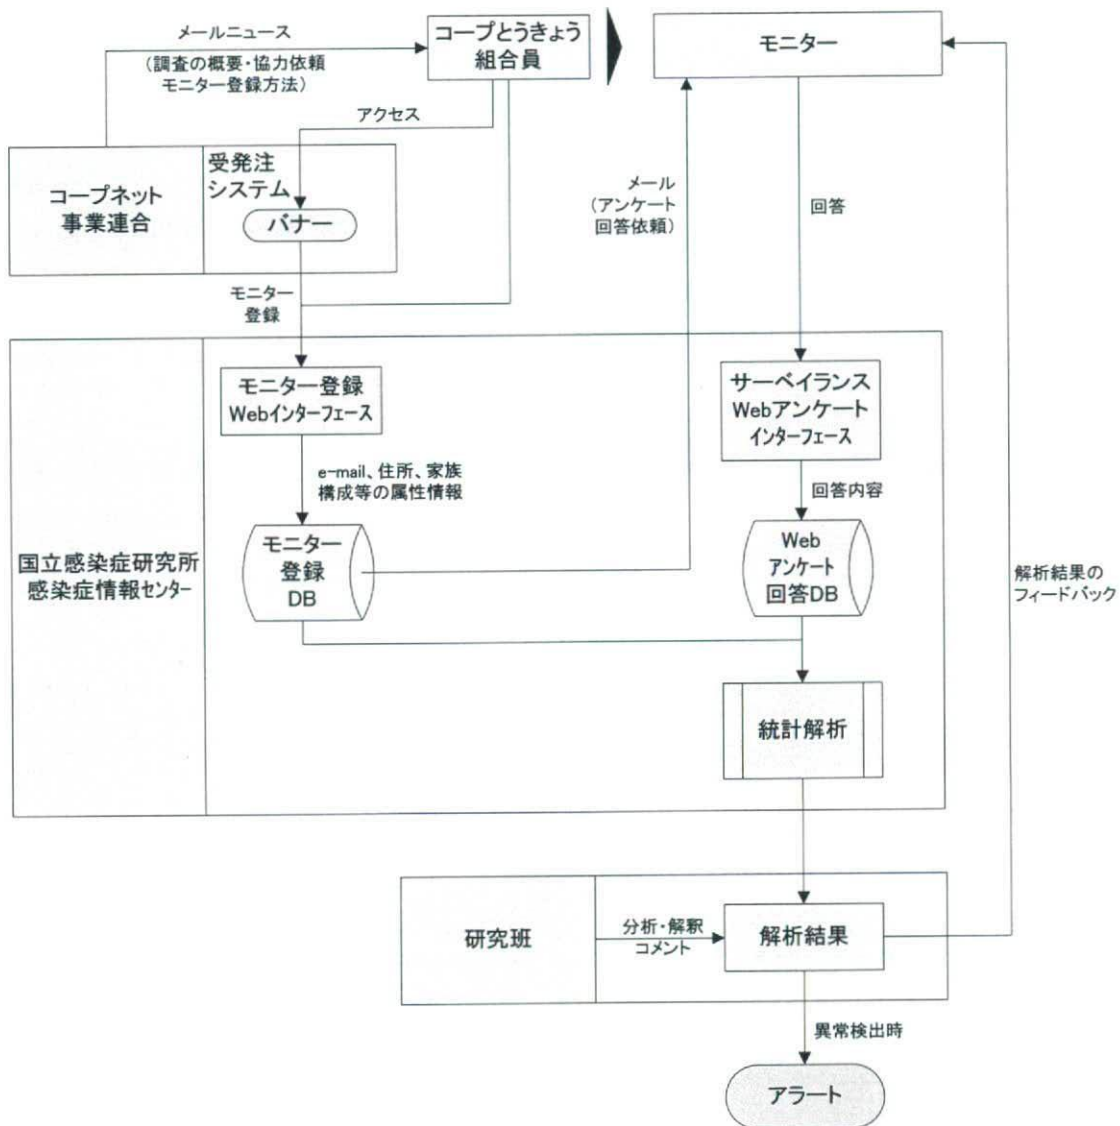 メールニュース
(調査の概要・協力依頼
モニター登録方法)
コープとうきょう
組合員
モニター
アクセス
コープネット
事業連合
受発注
システム
バナー
メール
(アンケート
回答依頼)
回答
モニター
登録
国立感染症研究所
感染症情報センター
モニター登録
Webインターフェース
サーベイランス
Webアンケート
インターフェース
e-mail、住所、家族
構成等の属性情報
回答内容
モニター
登録
DB
Web
アンケート
回答DB
解析結果の
フィードバック
統計解析
研究班
分析・解釈
コメント
解析結果
異常検出時
アラート